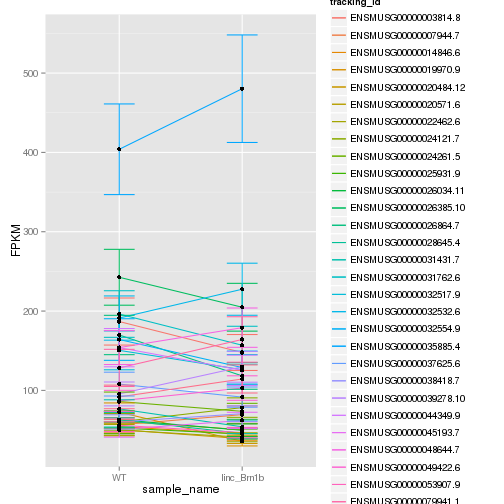 tracking_id
ENSMUSG00000003814.8
ENSMUSG00000007944.7
ENSMUSG00000014846.6
ENSMUSG00000019970.9
ENSMUSG00000020484.12
ENSMUSG00000020571.6
ENSMUSG00000022462.6
ENSMUSG00000024121.7
ENSMUSG00000024261.5
ENSMUSG00000025931.9
ENSMUSG00000026034.11
ENSMUSG00000026385.10
ENSMUSG00000026864.7
ENSMUSG00000028645.4
ENSMUSG00000031431.7
ENSMUSG00000031762.6
ENSMUSG00000032517.9
ENSMUSG00000032532.6
ENSMUSG00000032554.9
ENSMUSG00000035885.4
ENSMUSG00000037625.6
ENSMUSG00000038418.7
ENSMUSG00000039278.10
ENSMUSG00000044349.9
ENSMUSG00000045193.7
ENSMUSG00000048644.7
ENSMUSG00000049422.6
ENSMUSG00000053907.9
ENSMUSG00000079941.1
500
400
300
200
100
FPKM
WT
linc_Brn1b
sample_name